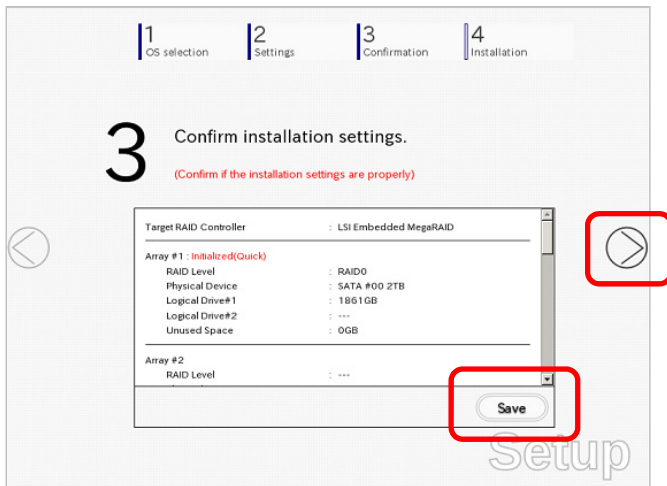 1 2 3 4
OS selection Settings Confirmation Installation
3 Confirm installation settings.
(Confirm if the installation settings are properly)
Target RAID Controller : LSI Embedded MegaRAID
Array #1 : Initialized(Quick)
RAID Level : RAID0
Physical Device : SATA #00 2TB
Logical Drive#1 : 1861GB
Logical Drive#2 : ---
Unused Space : 0GB
Array #2
RAID Level : ---
Save
Setup